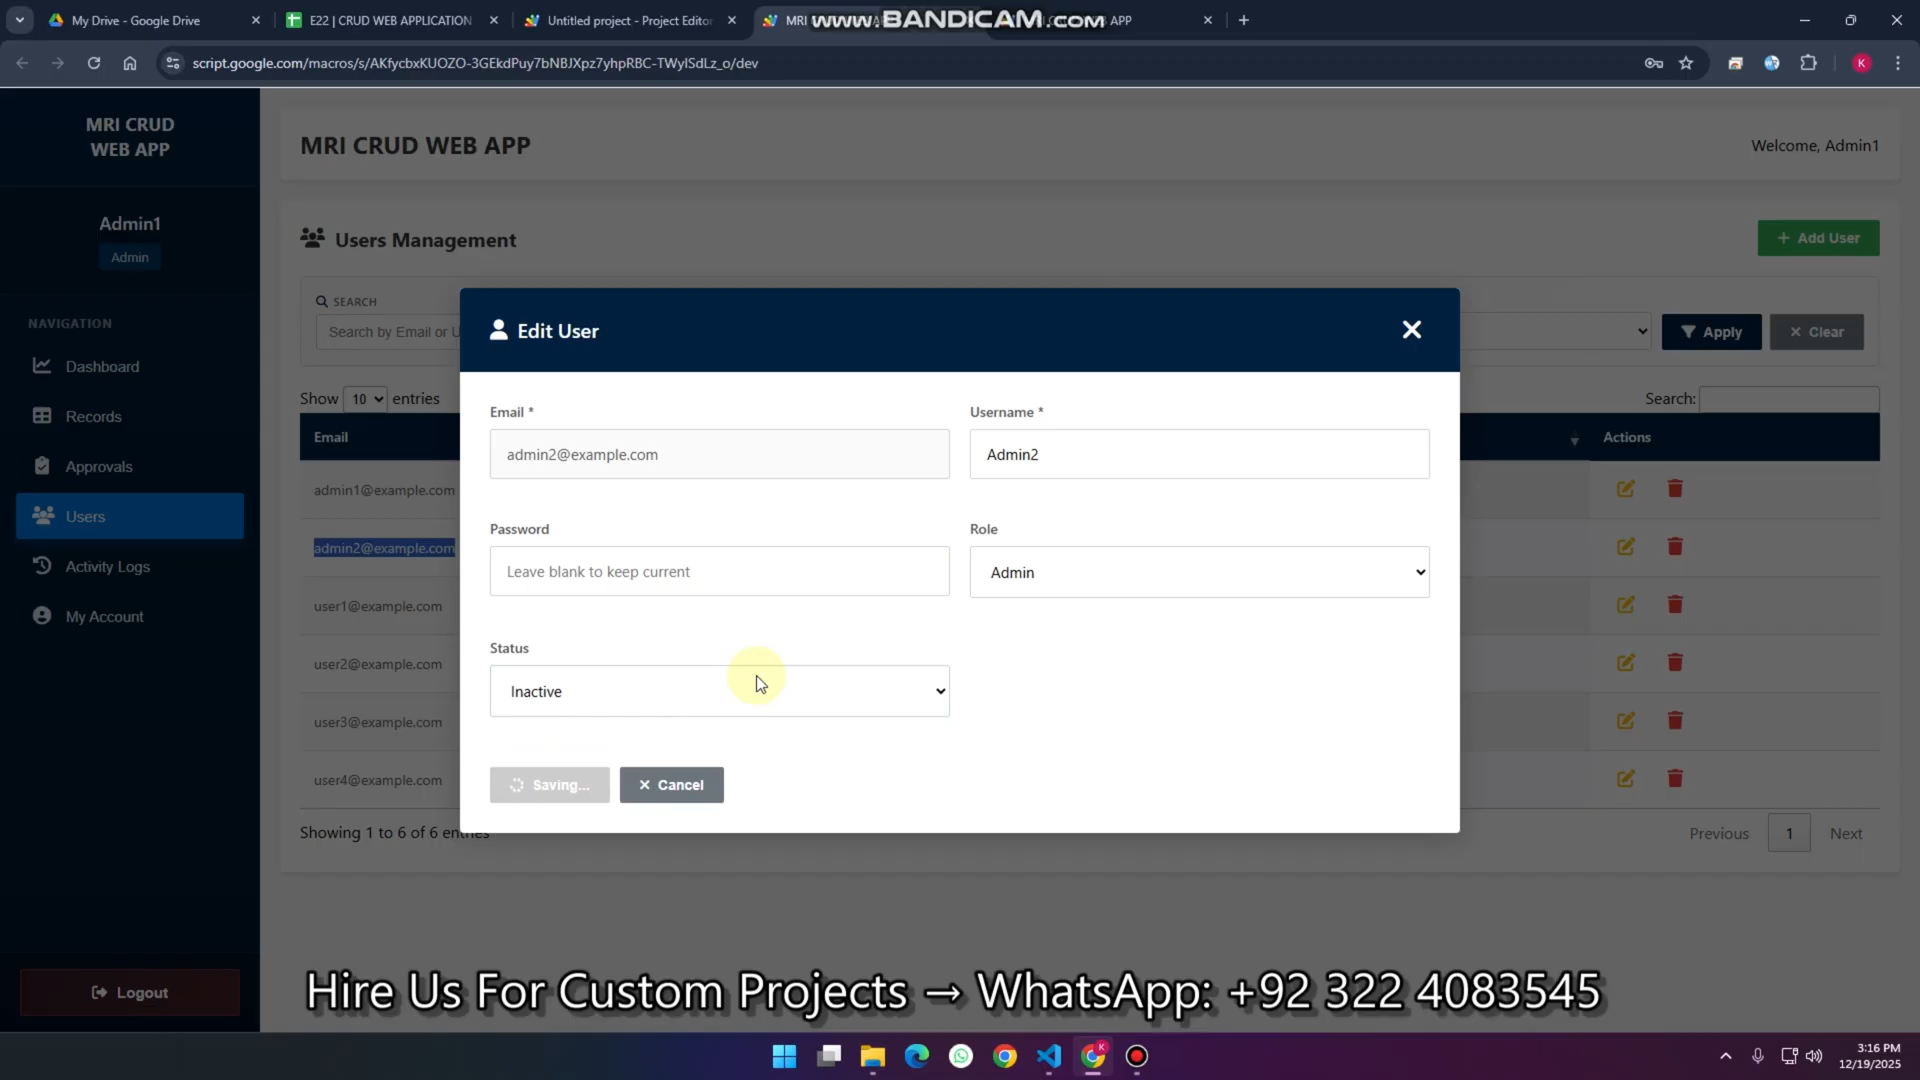 My Drive - Google Drive
E22 | CRUD WEB APPLICATION
Untitled project - Project Editor
MRI
APP
www.BANDICAM.com
script.google.com/macros/s/AKfycbxKUOZO-3GEkdPuy7bNBJXpz7yhpRBC-TWylSdLz_o/dev
K
MRI CRUD
WEB APP
Admin1
Admin
NAVIGATION
Dashboard
Records
Approvals
Users
Activity Logs
My Account
Logout
MRI CRUD WEB APP
Welcome, Admin1
Users Management
+ Add User
SEARCH
Search by Email or U
Apply
Clear
Show 10 entries
Search:
Email
Actions
admin1@example.com
admin2@example.com
user1@example.com
user2@example.com
user3@example.com
user4@example.com
Showing 1 to 6 of 6 entries
Previous 1 Next
Edit User
Email *
Username *
admin2@example.com
Admin2
Password
Role
Leave blank to keep current
Admin
Status
Inactive
Saving...
Cancel
Hire Us For Custom Projects → WhatsApp: +92 322 4083545
K
3:16 PM
12/19/2025